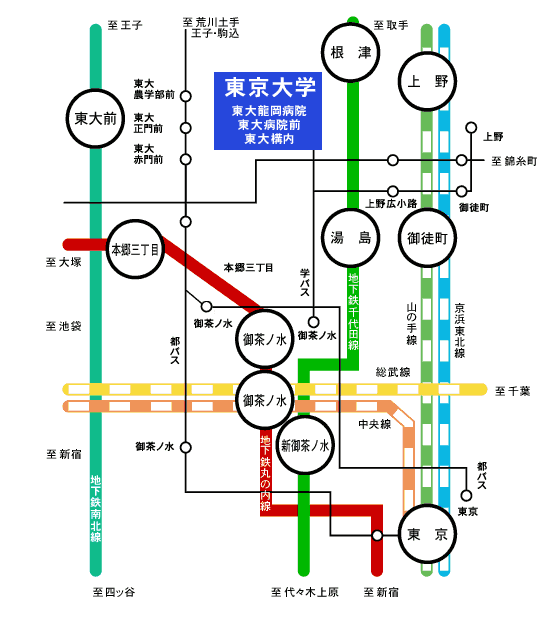 至王子
至荒川土手
王子・駒込
至取手
根津
上野
東大
農学部前
東大前
東大
正門前
東大
赤門前
東京大学
東大龍岡病院
東大病院前
東大構内
上野
至錦糸町
上野広小路
御徒町
本郷三丁目
湯島
御徒町
至大塚
本郷三丁目
学バス
地下鉄千代田線
山の手線
京浜東北線
至池袋
御茶ノ水
御茶ノ水
御茶ノ水
都バス
総武線
御茶ノ水
至千葉
中央線
御茶ノ水
新御茶ノ水
至新宿
地下鉄丸の内線
地下鉄南北線
都バス
東京
東京
至四ッ谷
至代々木上原
至新宿